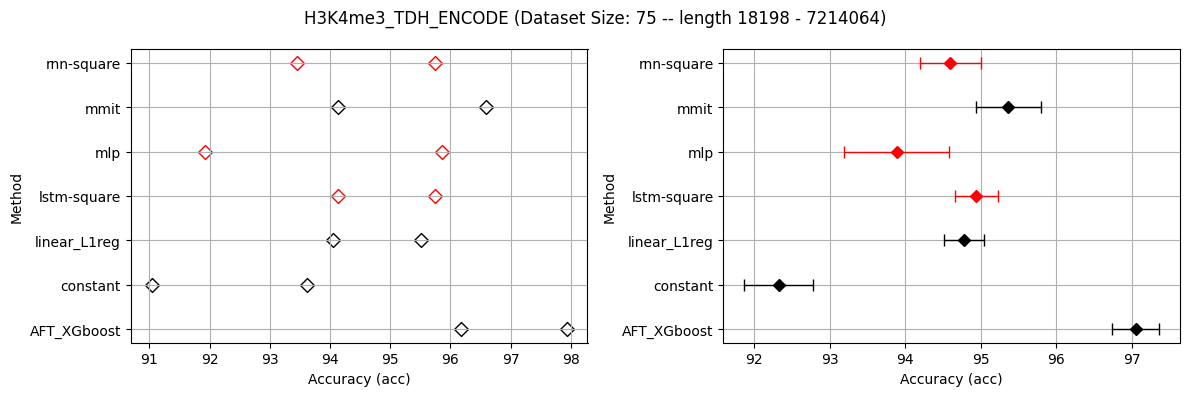 H3K4me3_TDH_ENCODE (Dataset Size: 75 -- length 18198 - 7214064)
Method
rnn-square
mmit
mlp
lstm-square
linear_L1reg
constant
AFT_XGboost
91 92 93 94 95 96 97 98
Accuracy (acc)
Method
rnn-square
mmit
mlp
lstm-square
linear_L1reg
constant
AFT_XGboost
92 93 94 95 96 97
Accuracy (acc)